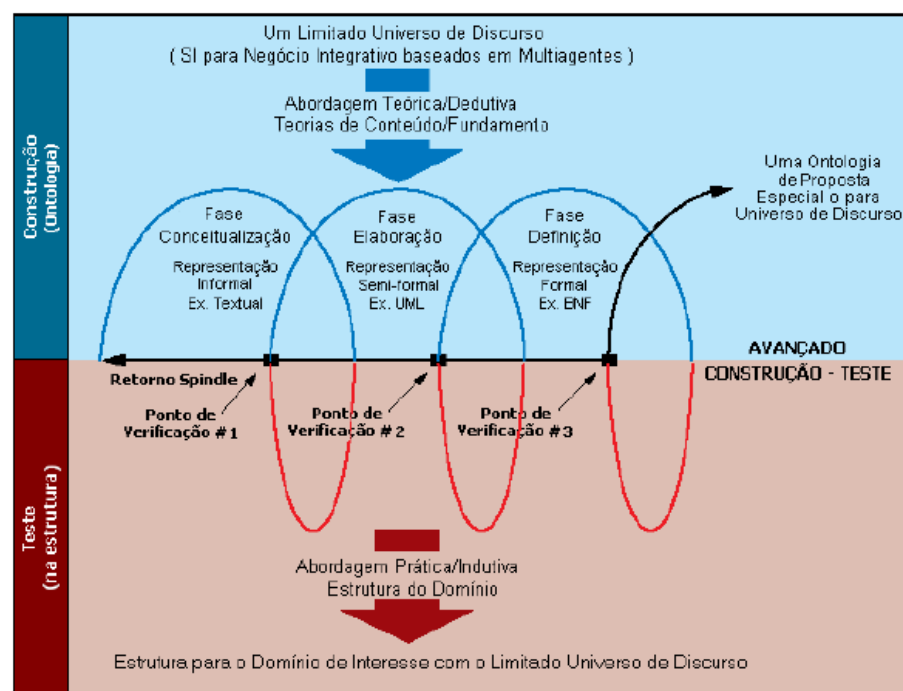 Um Limitado Universo de Discurso
( SI para Negócio Integrativo baseados em Multiagentes )
Abordagem Teórica/Dedutiva
Teorias de Conteúdo/Fundamento
Construção
(Ontologia)
Uma Ontologia
de Proposta
Especial o para
Universo de Discurso
Fase
Conceitualização
Representação
Informal
Ex. Textual
Fase
Elaboração
Representação
Semi-formal
Ex. UML
Fase
Definição
Representação
Formal
Ex. BNF
AVANÇADO
CONSTRUÇÃO - TESTE
Retorno Spindle
Ponto de
Verificação #1
Ponto de
Verificação #2
Ponto de
Verificação #3
Teste
(na estrutura)
Abordagem Prática/Indutiva
Estrutura do Domínio
Estrutura para o Domínio de Interesse com o Limitado Universo de Discurso